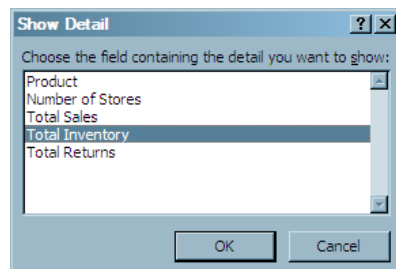 Show Detail
Choose the field containing the detail you want to show:
Product
Number of Stores
Total Sales
Total Inventory
Total Returns
OK
Cancel